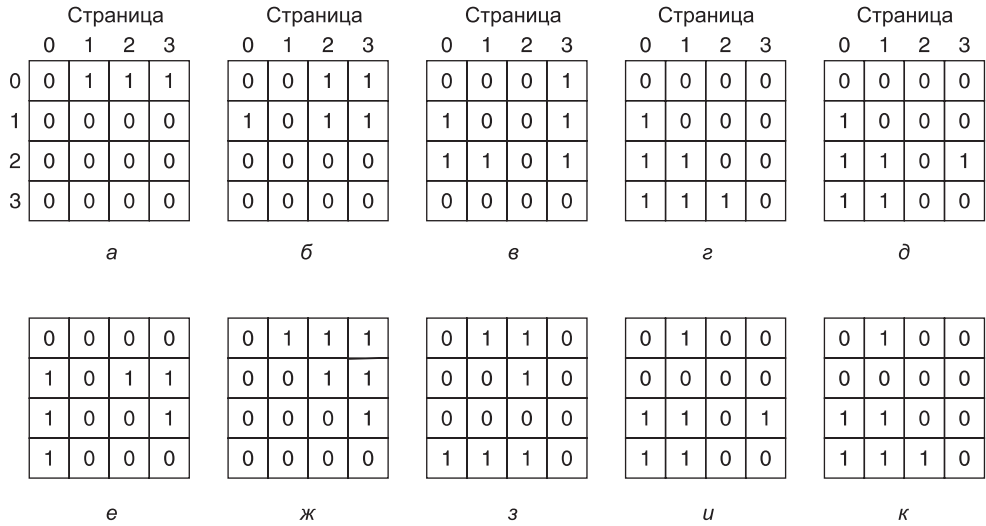 Страница Страница Страница Страница Страница
0 1 2 3 0 1 2 3 0 1 2 3 0 1 2 3 0 1 2 3
0 0 1 1 1 0 0 1 1 0 0 0 1 0 0 0 0 0 0 0 0
1 0 0 0 0 1 0 1 1 1 0 0 1 1 0 0 0 1 0 0 0
2 0 0 0 0 0 0 0 0 1 1 0 1 1 1 0 0 1 1 0 1
3 0 0 0 0 0 0 0 0 0 0 0 0 1 1 1 0 1 1 0 0
а б в г д
0 0 0 0 0 1 1 1 0 1 1 0 0 1 0 0 0 1 0 0
1 0 1 1 0 0 1 1 0 0 1 0 0 0 0 0 0 0 0 0
1 0 0 1 0 0 0 1 0 0 0 0 1 1 0 1 1 1 0 0
1 0 0 0 0 0 0 0 1 1 1 0 1 1 0 0 1 1 1 0
е ж з и к